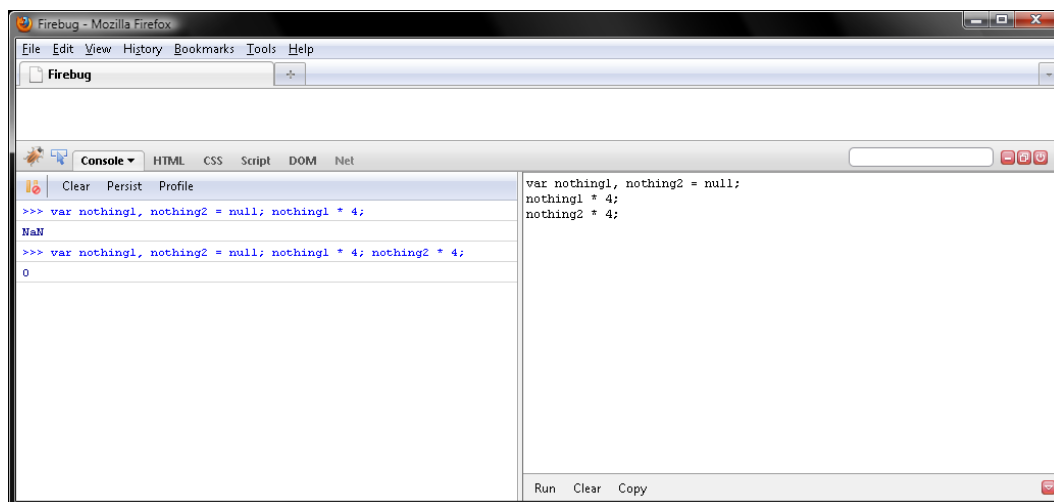 Firebug - Mozilla Firefox
File Edit View History Bookmarks Tools Help
Firebug
Console HTML CSS Script DOM Net
Clear Persist Profile
>>> var nothing1, nothing2 = null; nothing1 * 4;
NaN
>>> var nothing1, nothing2 = null; nothing1 * 4; nothing2 * 4;
0
var nothing1, nothing2 = null;
nothing1 * 4;
nothing2 * 4;
Run Clear Copy